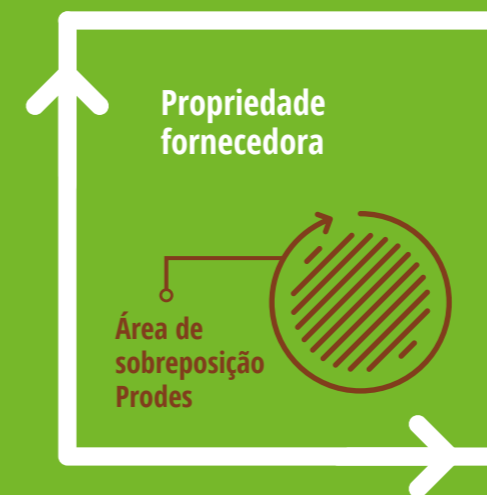 Propriedade
fornecedora
Área de
sobreposição
Prodes